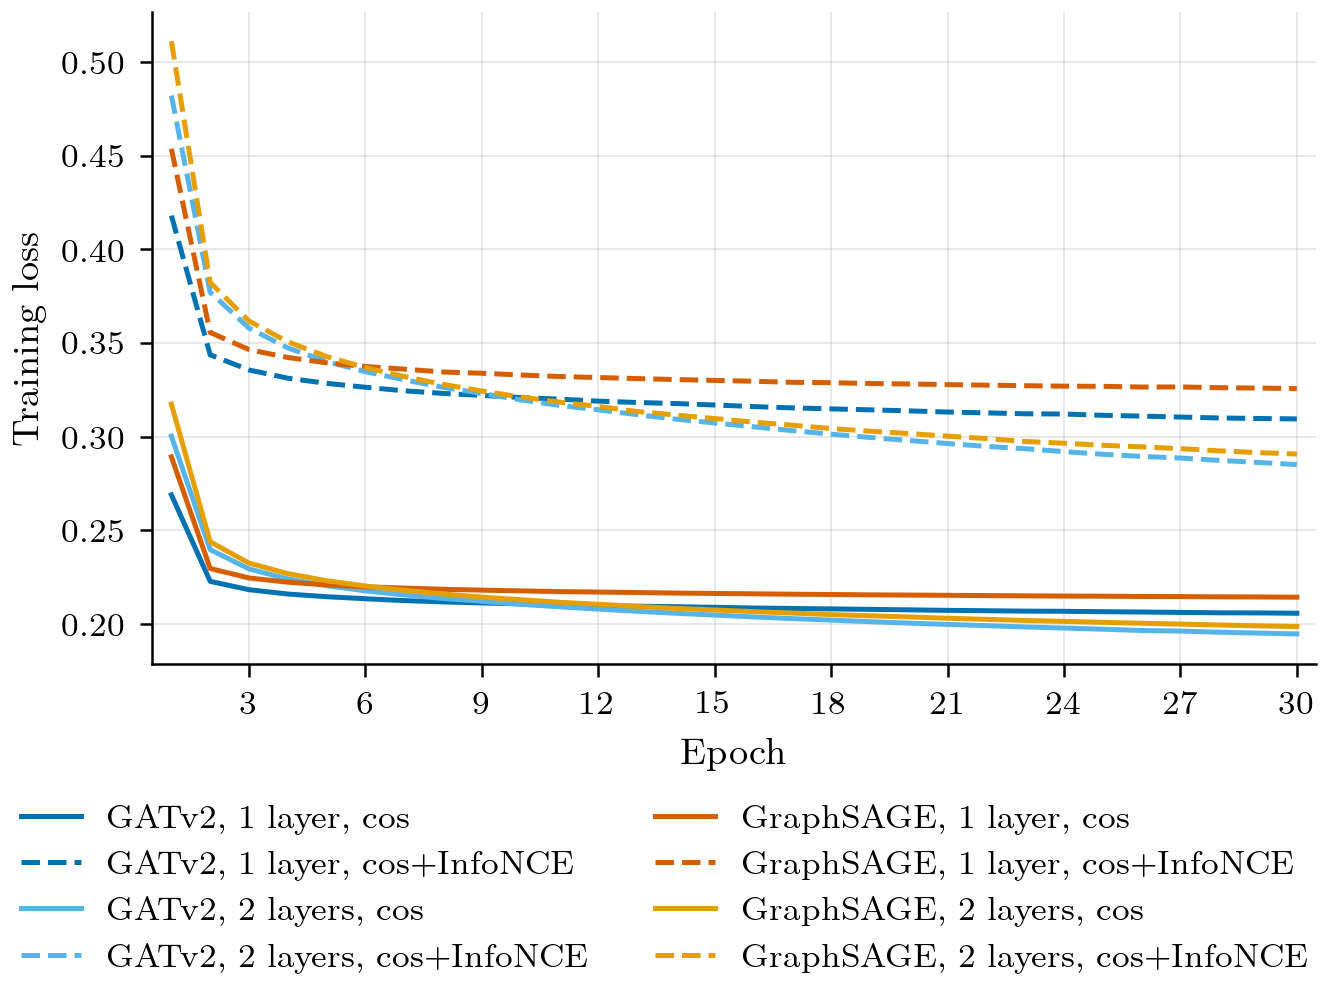 0.50
0.45
0.40
0.35
0.30
0.25
0.20
Training loss
3 6 9 12 15 18 21 24 27 30
Epoch
GATv2, 1 layer, cos
GATv2, 1 layer, cos+InfoNCE
GATv2, 2 layers, cos
GATv2, 2 layers, cos+InfoNCE
GraphSAGE, 1 layer, cos
GraphSAGE, 1 layer, cos+InfoNCE
GraphSAGE, 2 layers, cos
GraphSAGE, 2 layers, cos+InfoNCE